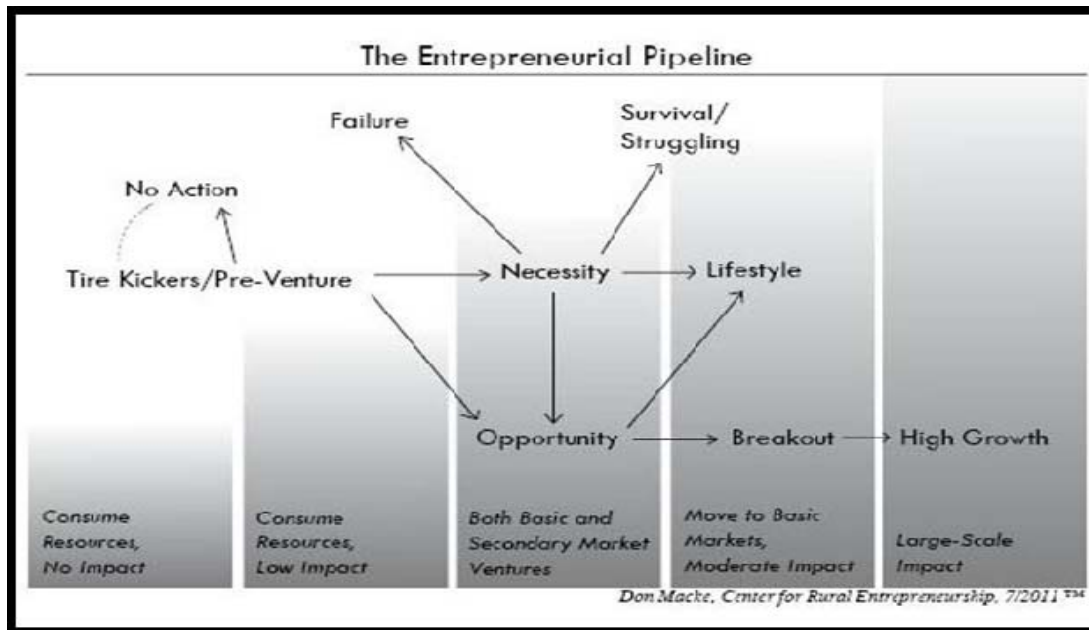 The Entrepreneurial Pipeline
Failure
Survival/
Struggling
No Action
Tire Kickers/Pre-Venture
Necessity
Lifestyle
Opportunity
Breakout
High Growth
Consume
Resources,
No Impact
Consume
Resources,
Low Impact
Both Basic and
Secondary Market
Ventures
Move to Basic
Markets,
Moderate Impact
Large-Scale
Impact
Don Macke, Center for Rural Entrepreneurship, 7/2011 ™